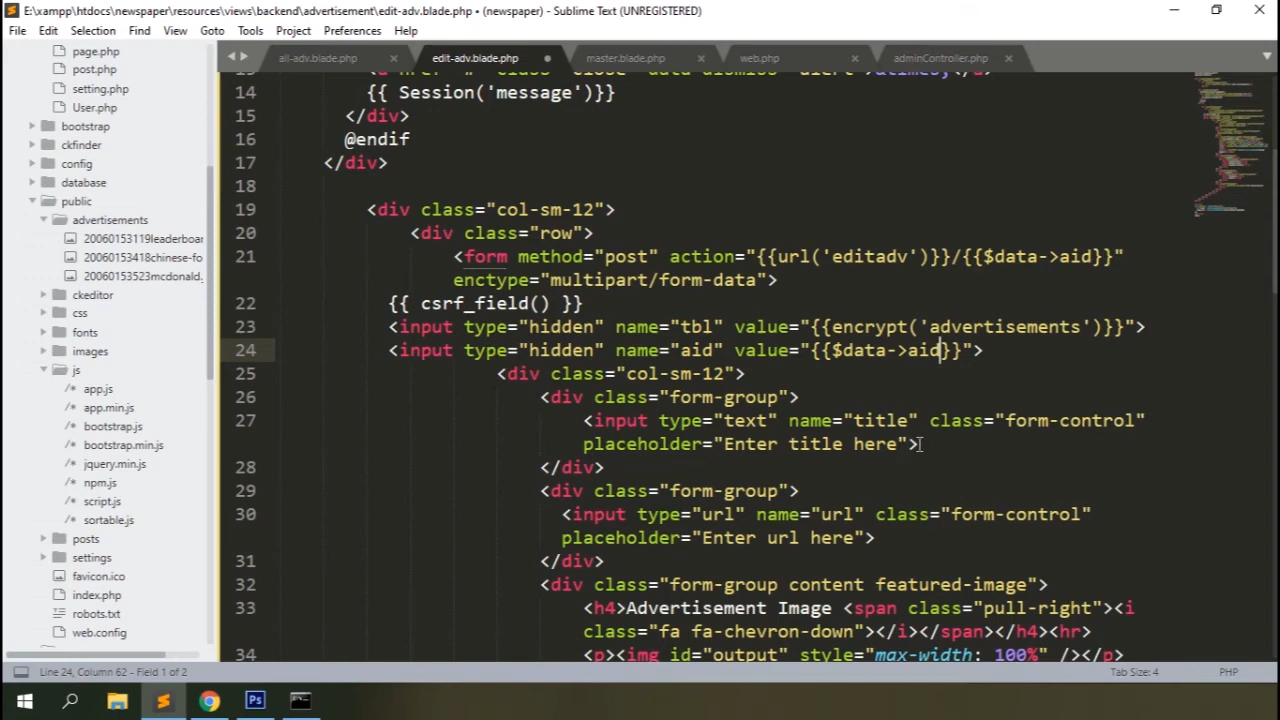 E:\xampp\htdocs\newspaper\resources\views\backend\advertisement\edit-adv.blade.php • (newspaper) - Sublime Text (UNREGISTERED)
File Edit Selection Find View Goto Tools Project Preferences Help
page.php
post.php
setting.php
User.php
bootstrap
ckfinder
config
database
public
advertisements
20060153119leaderboa
20060153418chinese-fo
20060153523mcdonald.
ckeditor
css
fonts
images
js
/* app.js
/* app.min.js
/* bootstrap.js
/* bootstrap.min.js
/* jquery.min.js
/* npm.js
/* script.js
/* sortable.js
posts
settings
favicon.ico
index.php
robots.txt
web.config
all-adv.blade.php edit-adv.blade.php master.blade.php web.php adminController.php
14 {{ Session('message')}}
15 </div>
16 @endif
17 </div>
18
19 <div class="col-sm-12">
20 <div class="row">
21 <form method="post" action="{{url('editadv')}}/{{$data->aid}}"
enctype="multipart/form-data">
22 {{ csrf_field() }}
23 <input type="hidden" name="tbl" value="{{encrypt('advertisements')}}">
24 <input type="hidden" name="aid" value="{{$data->aid}}">
25 <div class="col-sm-12">
26 <div class="form-group">
27 <input type="text" name="title" class="form-control"
placeholder="Enter title here">
28 </div>
29 <div class="form-group">
30 <input type="url" name="url" class="form-control"
placeholder="Enter url here">
31 </div>
32 <div class="form-group content featured-image">
33 <h4>Advertisement Image <span class="pull-right"><i
class="fa fa-chevron-down"></i></span></h4><hr>
34 <p><img id="output" style="max-width: 100%" /></p>
Line 24, Column 62 - Field 1 of 2
Tab Size: 4
PHP